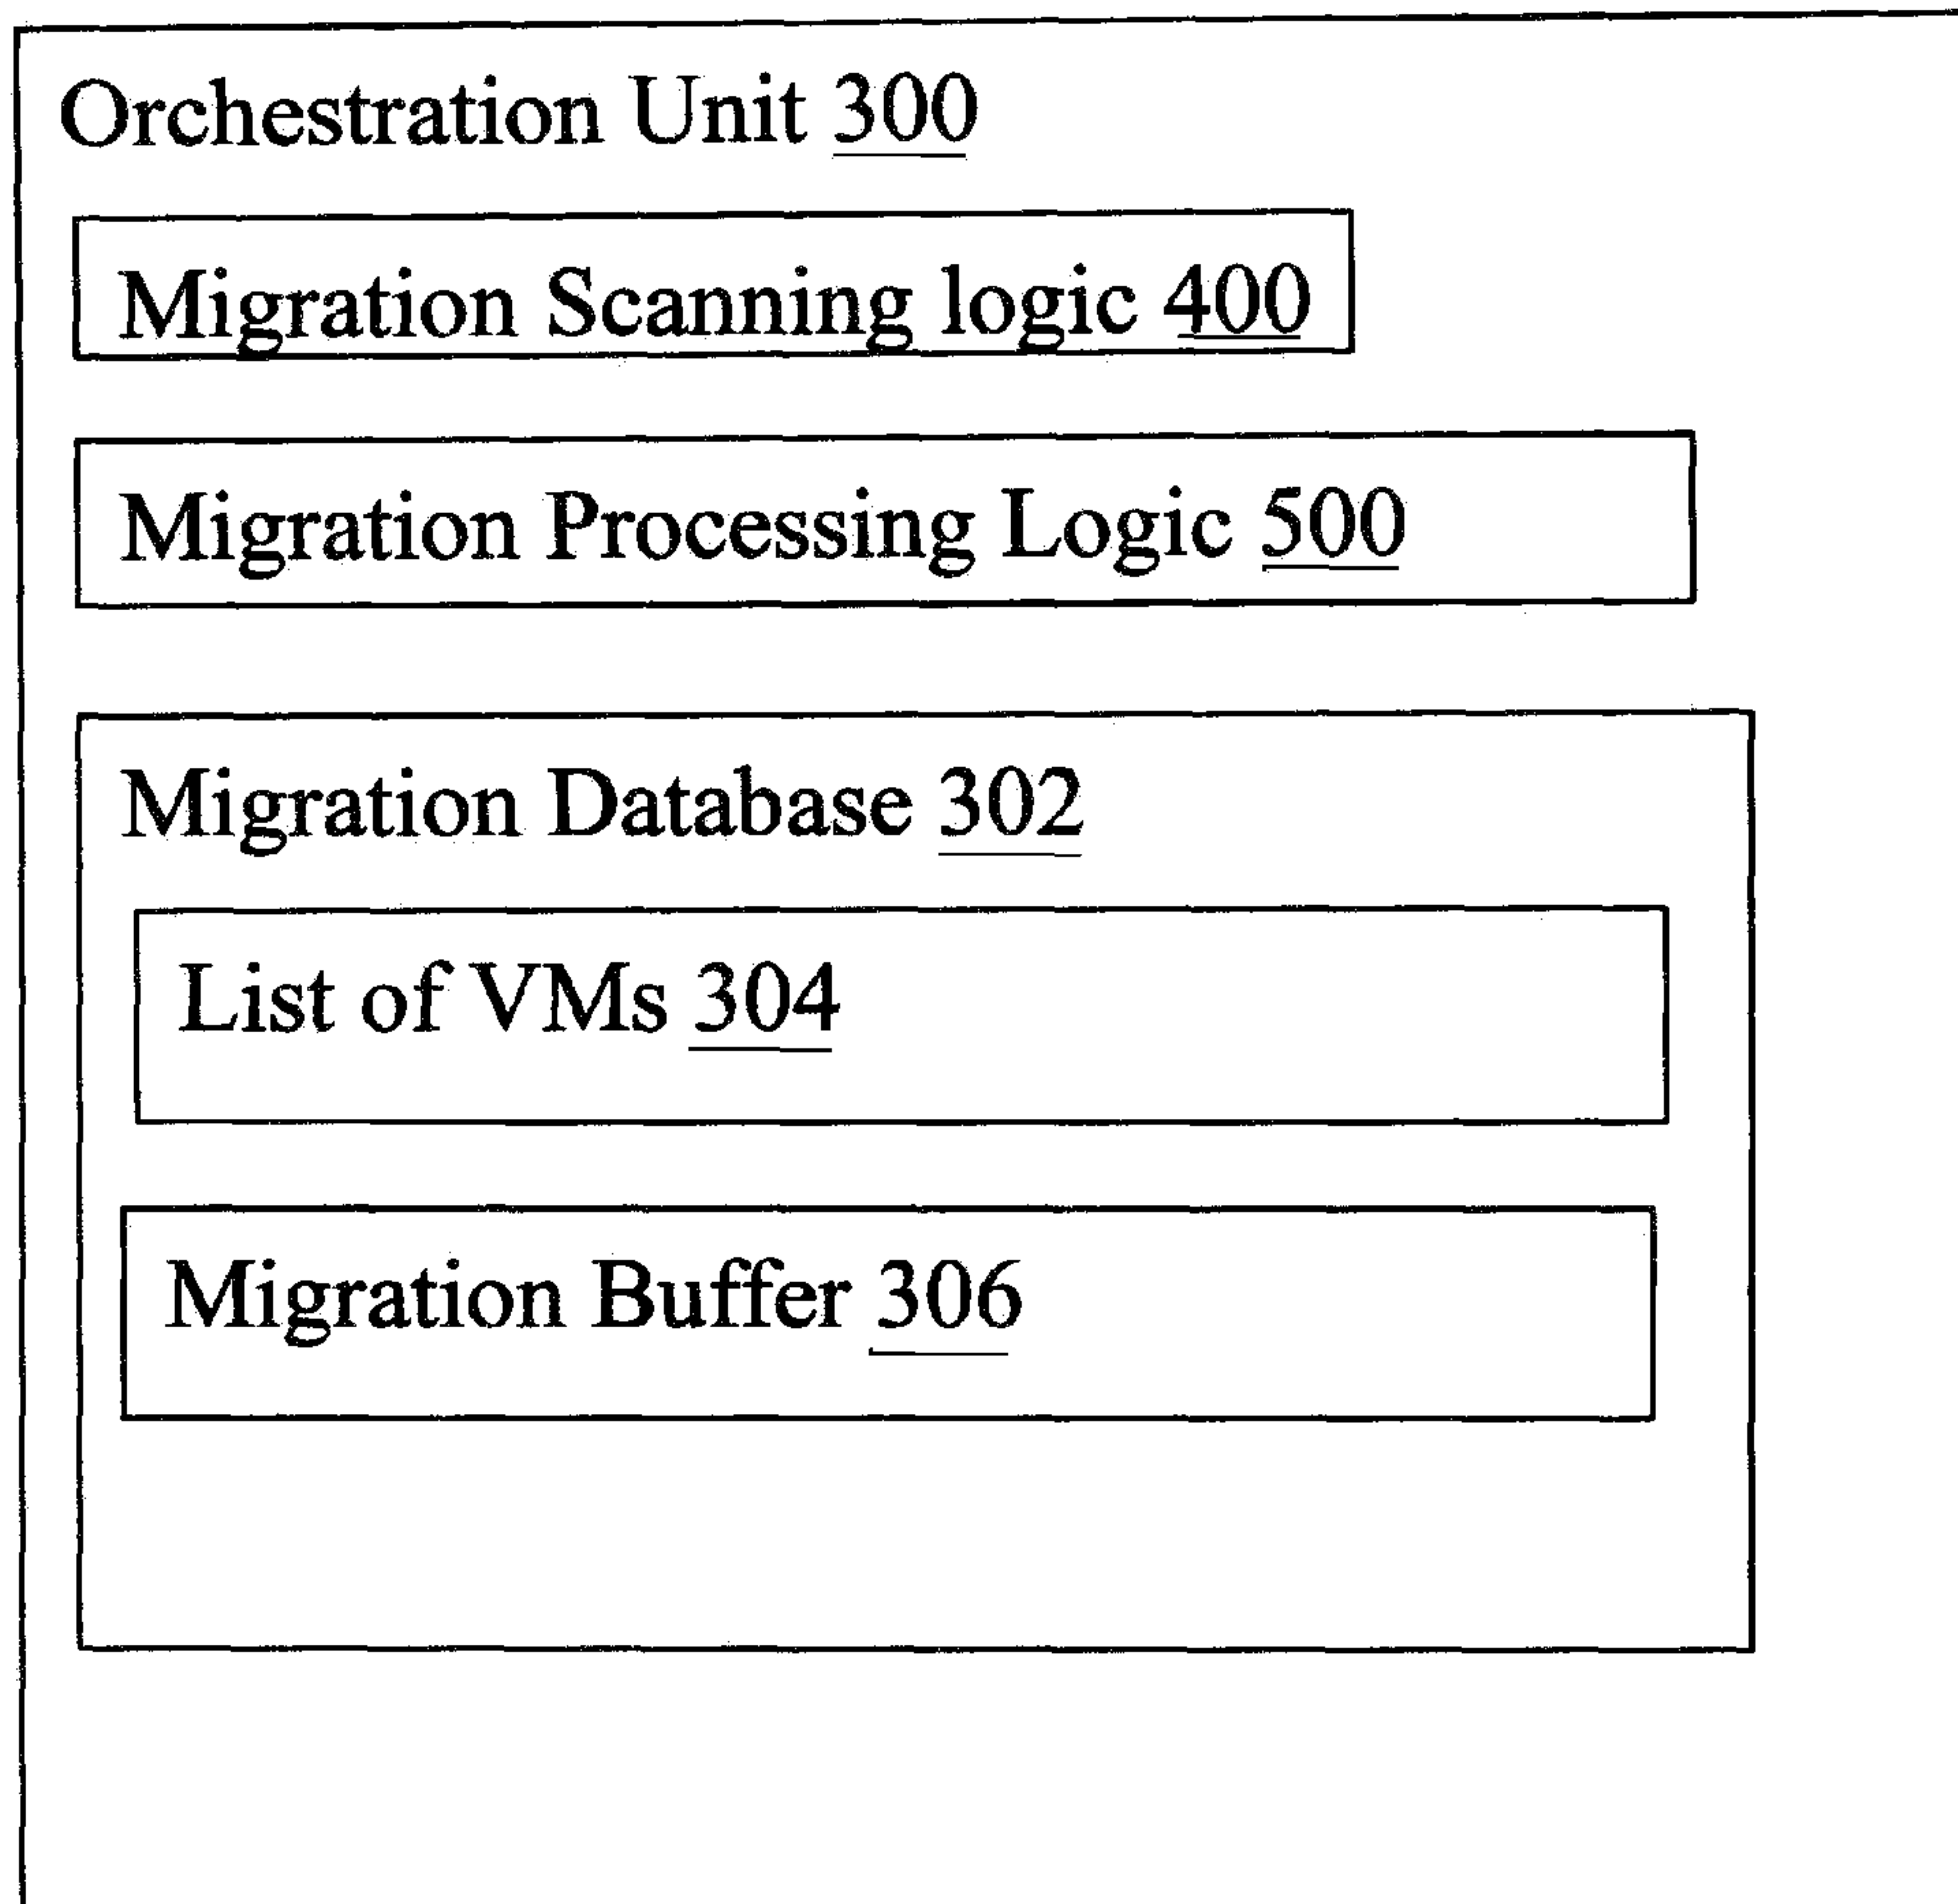 Orchestration Unit 300
Migration Scanning logic 400
Migration Processing Logic 500
Migration Database 302
List of VMs 304
Migration Buffer 306